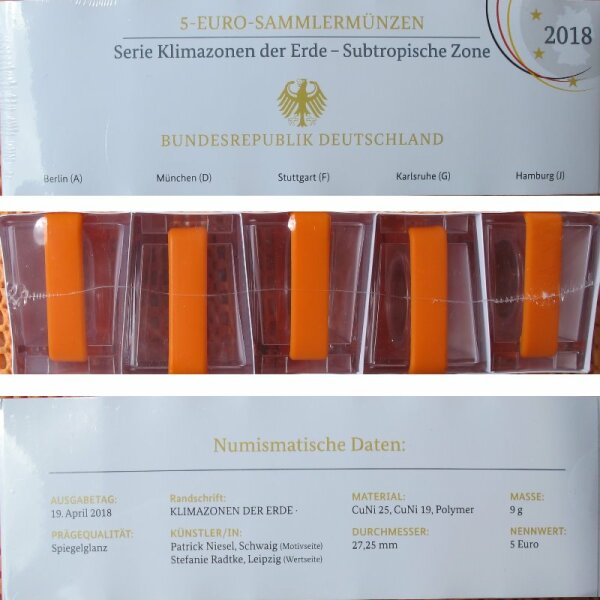 5-EURO-SAMMLERMÜNZEN
Serie Klimazonen der Erde – Subtropische Zone
2018
BUNDESREPUBLIK DEUTSCHLAND
Berlin (A) München (D) Stuttgart (F) Karlsruhe (G) Hamburg (J)
Numismatische Daten:
AUSGABETAG: Randschrift: MATERIAL: MASSE:
19. April 2018 KLIMAZONEN DER ERDE · CuNi 25, CuNi 19, Polymer 9 g
PRÄGEQUALITÄT: KÜNSTLER/IN: DURCHMESSER: NENNWERT:
Spiegelglanz Patrick Niesel, Schwaig (Motivseite) 27,25 mm 5 Euro
Stefanie Radtke, Leipzig (Wertseite)